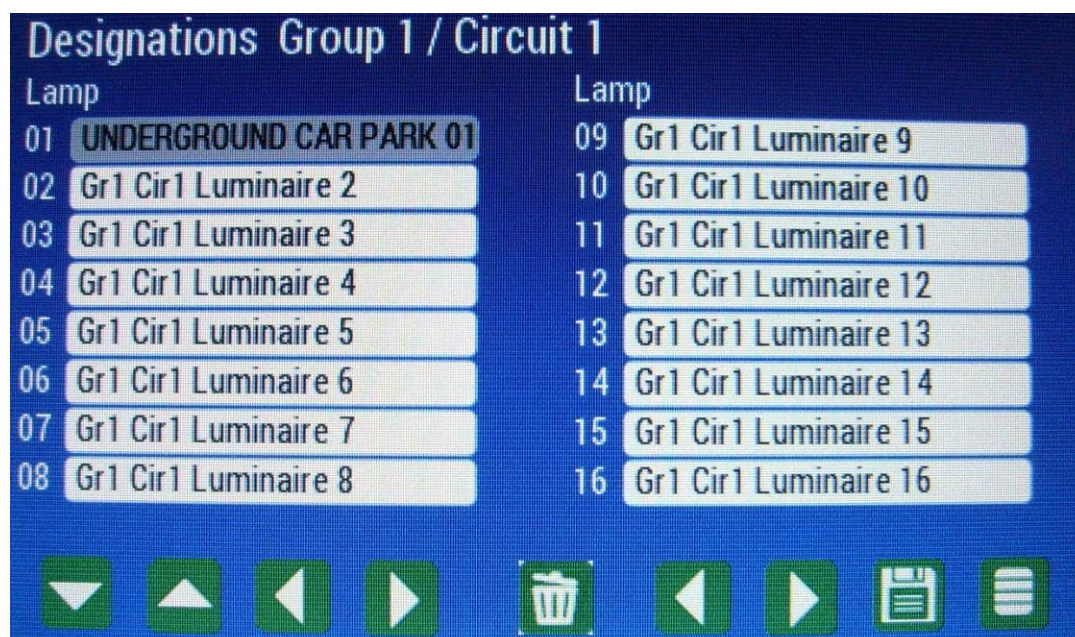 Designations Group 1 / Circuit 1
Lamp
01 UNDERGROUND CAR PARK 01
02 Gr1 Cir1 Luminaire 2
03 Gr1 Cir1 Luminaire 3
04 Gr1 Cir1 Luminaire 4
05 Gr1 Cir1 Luminaire 5
06 Gr1 Cir1 Luminaire 6
07 Gr1 Cir1 Luminaire 7
08 Gr1 Cir1 Luminaire 8
Lamp
09 Gr1 Cir1 Luminaire 9
10 Gr1 Cir1 Luminaire 10
11 Gr1 Cir1 Luminaire 11
12 Gr1 Cir1 Luminaire 12
13 Gr1 Cir1 Luminaire 13
14 Gr1 Cir1 Luminaire 14
15 Gr1 Cir1 Luminaire 15
16 Gr1 Cir1 Luminaire 16